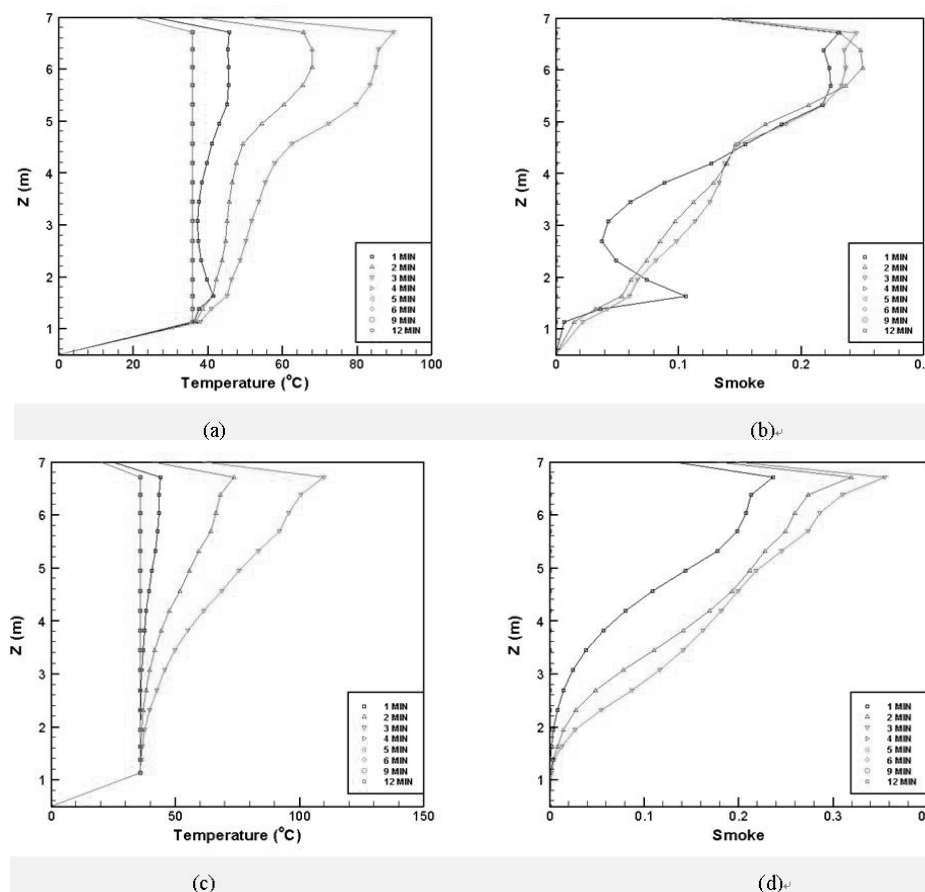 7
6
5
4
3
2
1
Z (m)
1 MIN
2 MIN
3 MIN
4 MIN
5 MIN
6 MIN
9 MIN
12 MIN
0 20 40 60 80 100
Temperature (°C)
(a)
7
6
5
4
3
2
1
Z (m)
1 MIN
2 MIN
3 MIN
4 MIN
5 MIN
6 MIN
9 MIN
12 MIN
0 0.1 0.2
Smoke
(b)
7
6
5
4
3
2
1
Z (m)
1 MIN
2 MIN
3 MIN
4 MIN
5 MIN
6 MIN
9 MIN
12 MIN
0 50 100 150
Temperature (°C)
(c)
7
6
5
4
3
2
1
Z (m)
1 MIN
2 MIN
3 MIN
4 MIN
5 MIN
6 MIN
9 MIN
12 MIN
0 0.1 0.2 0.3
Smoke
(d)